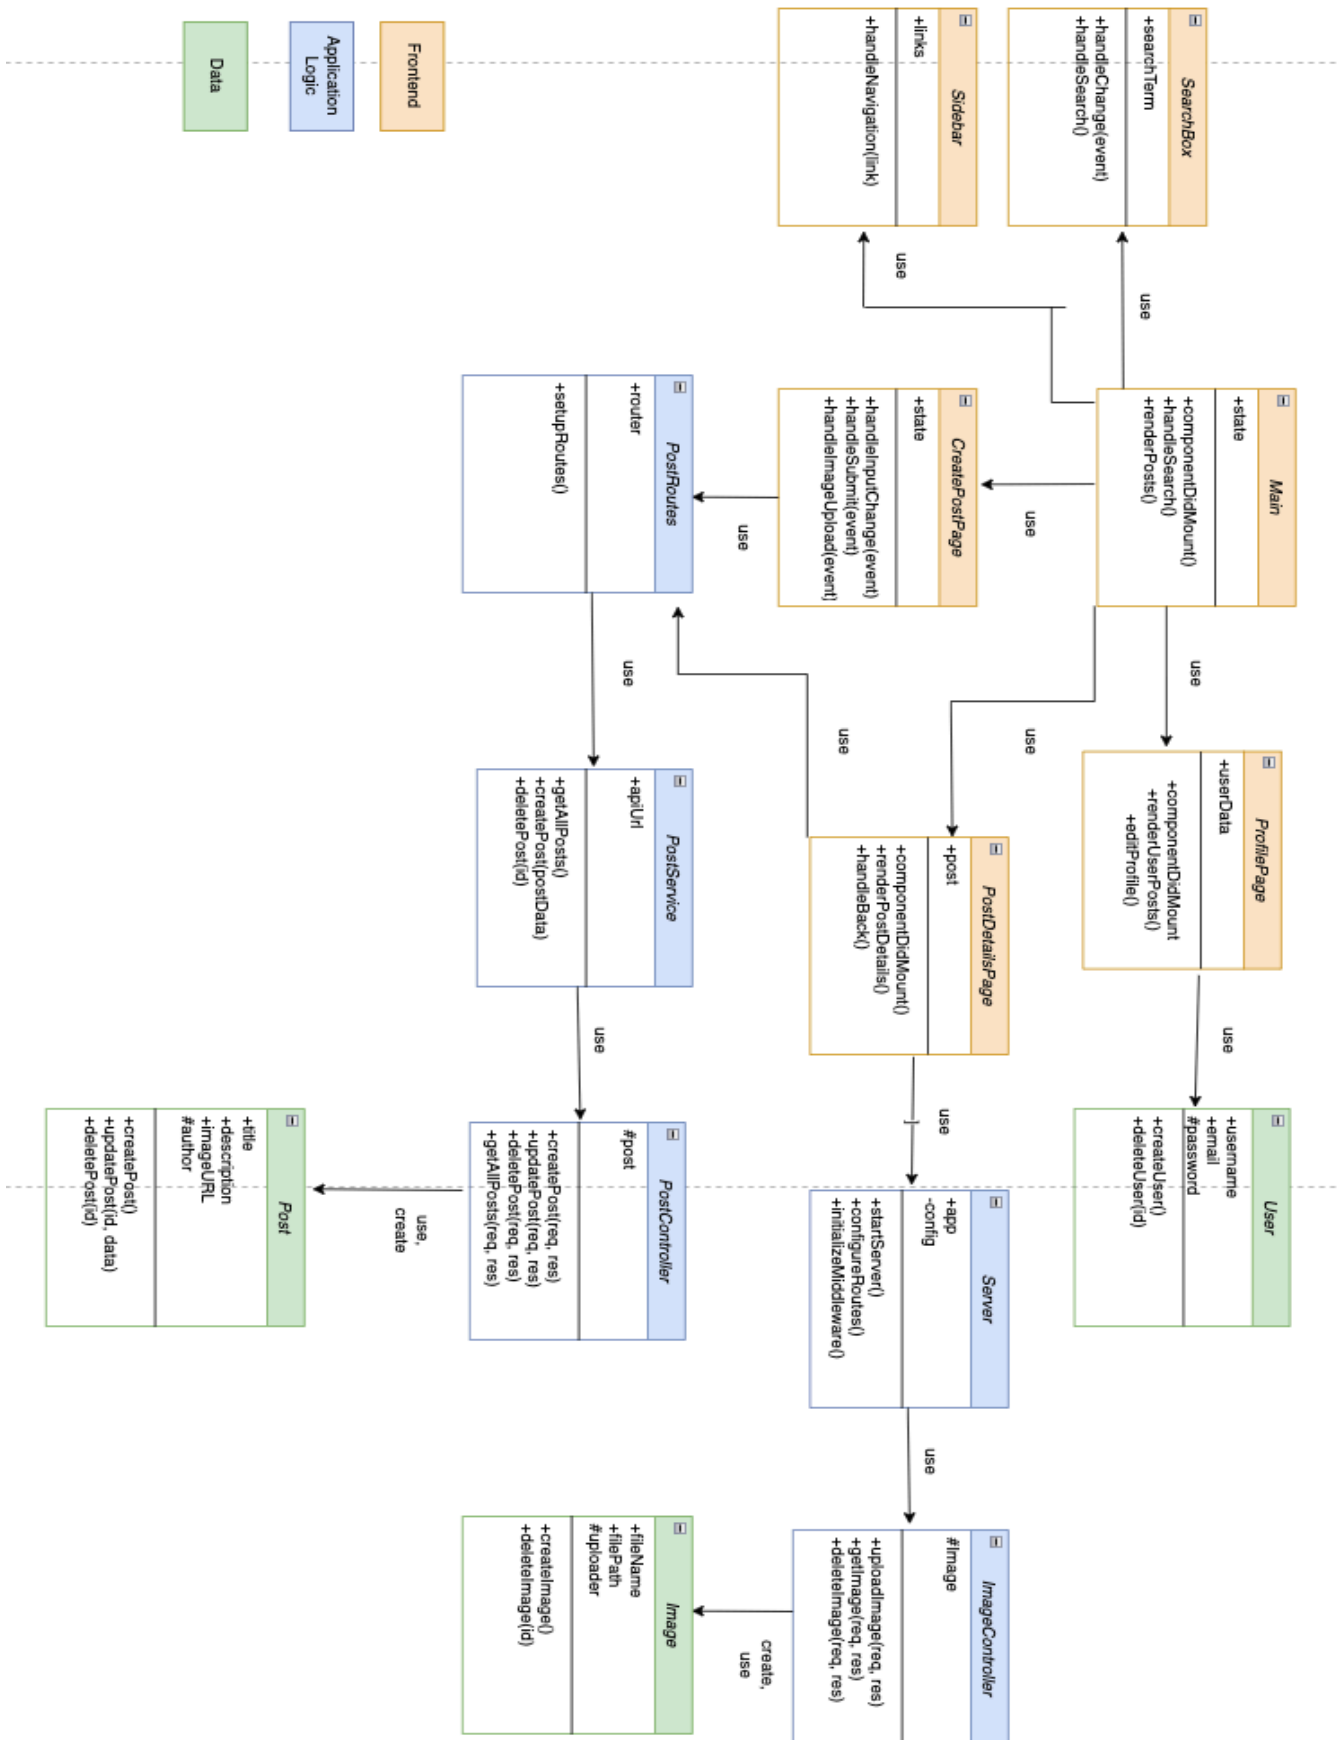 SearchBox
+searchTerm
+handleChange(event)
+handleSearch()
use
Main
+state
+componentDidMount()
+handleSearch()
+renderPosts()
use
ProfilePage
+userData
+componentDidMount
+renderUserPosts()
+editProfile()
use
User
+username
+email
#password
+createUser()
+deleteUser(id)
Sidebar
+links
+handleNavigation(link)
use
CreatePostPage
+state
+handleInputChange(event)
+handleSubmit(event)
+handleImageUpload(event)
use
use
PostDetailsPage
+post
+componentDidMount()
+renderPostDetails()
+handleBack()
use
Server
+app
-config
+startServer()
+configureRoutes()
+initializeMiddleware()
use
ImageController
#Image
+uploadImage(req, res)
+getImage(req, res)
+deleteImage(req, res)
use
use
create,
use
PostRoutes
+router
+setupRoutes()
use
PostService
+apiUrl
+getAllPosts()
+createPost(postData)
+deletePost(id)
use
PostController
#post
+createPost(req, res)
+updatePost(req, res)
+deletePost(req, res)
+getAllPosts(req, res)
Image
+fileName
+filePath
#uploader
+createImage()
+deleteImage(id)
use,
create
Frontend
Application
Logic
Data
Post
+title
+description
+imageURL
#author
+createPost()
+updatePost(id, data)
+deletePost(id)